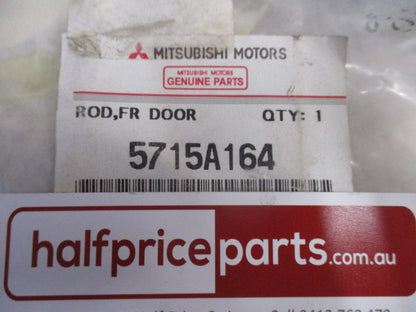 MITSUBISHI MOTORS
MITSUBISHI MOTORS
GENUINE PARTS
ROD,FR DOOR QTY: 1
5715A164
halfpriceparts.com.au